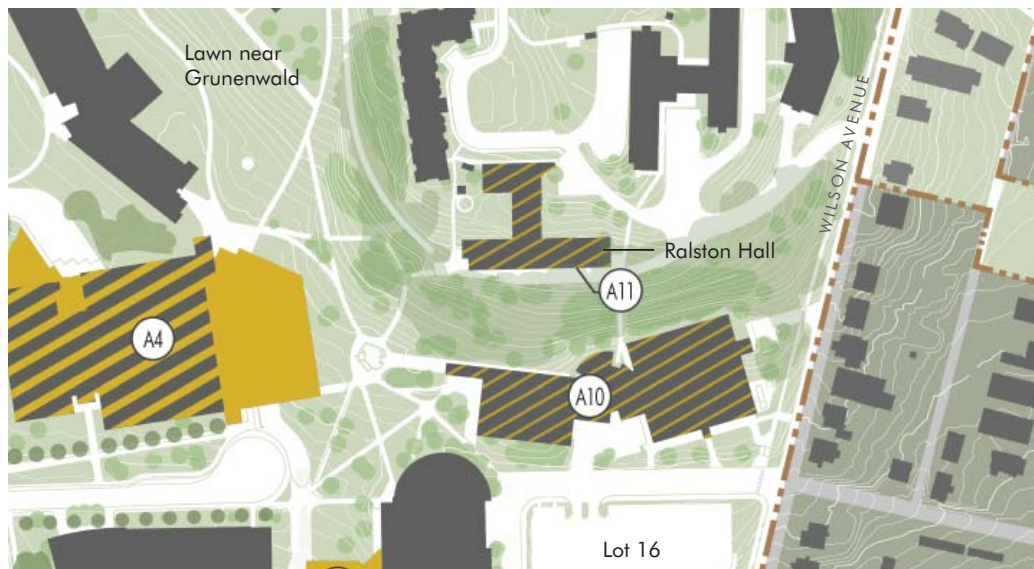 Lawn near
Grunenwald
WILSON AVENUE
Ralston Hall
A11
A4
A10
Lot 16